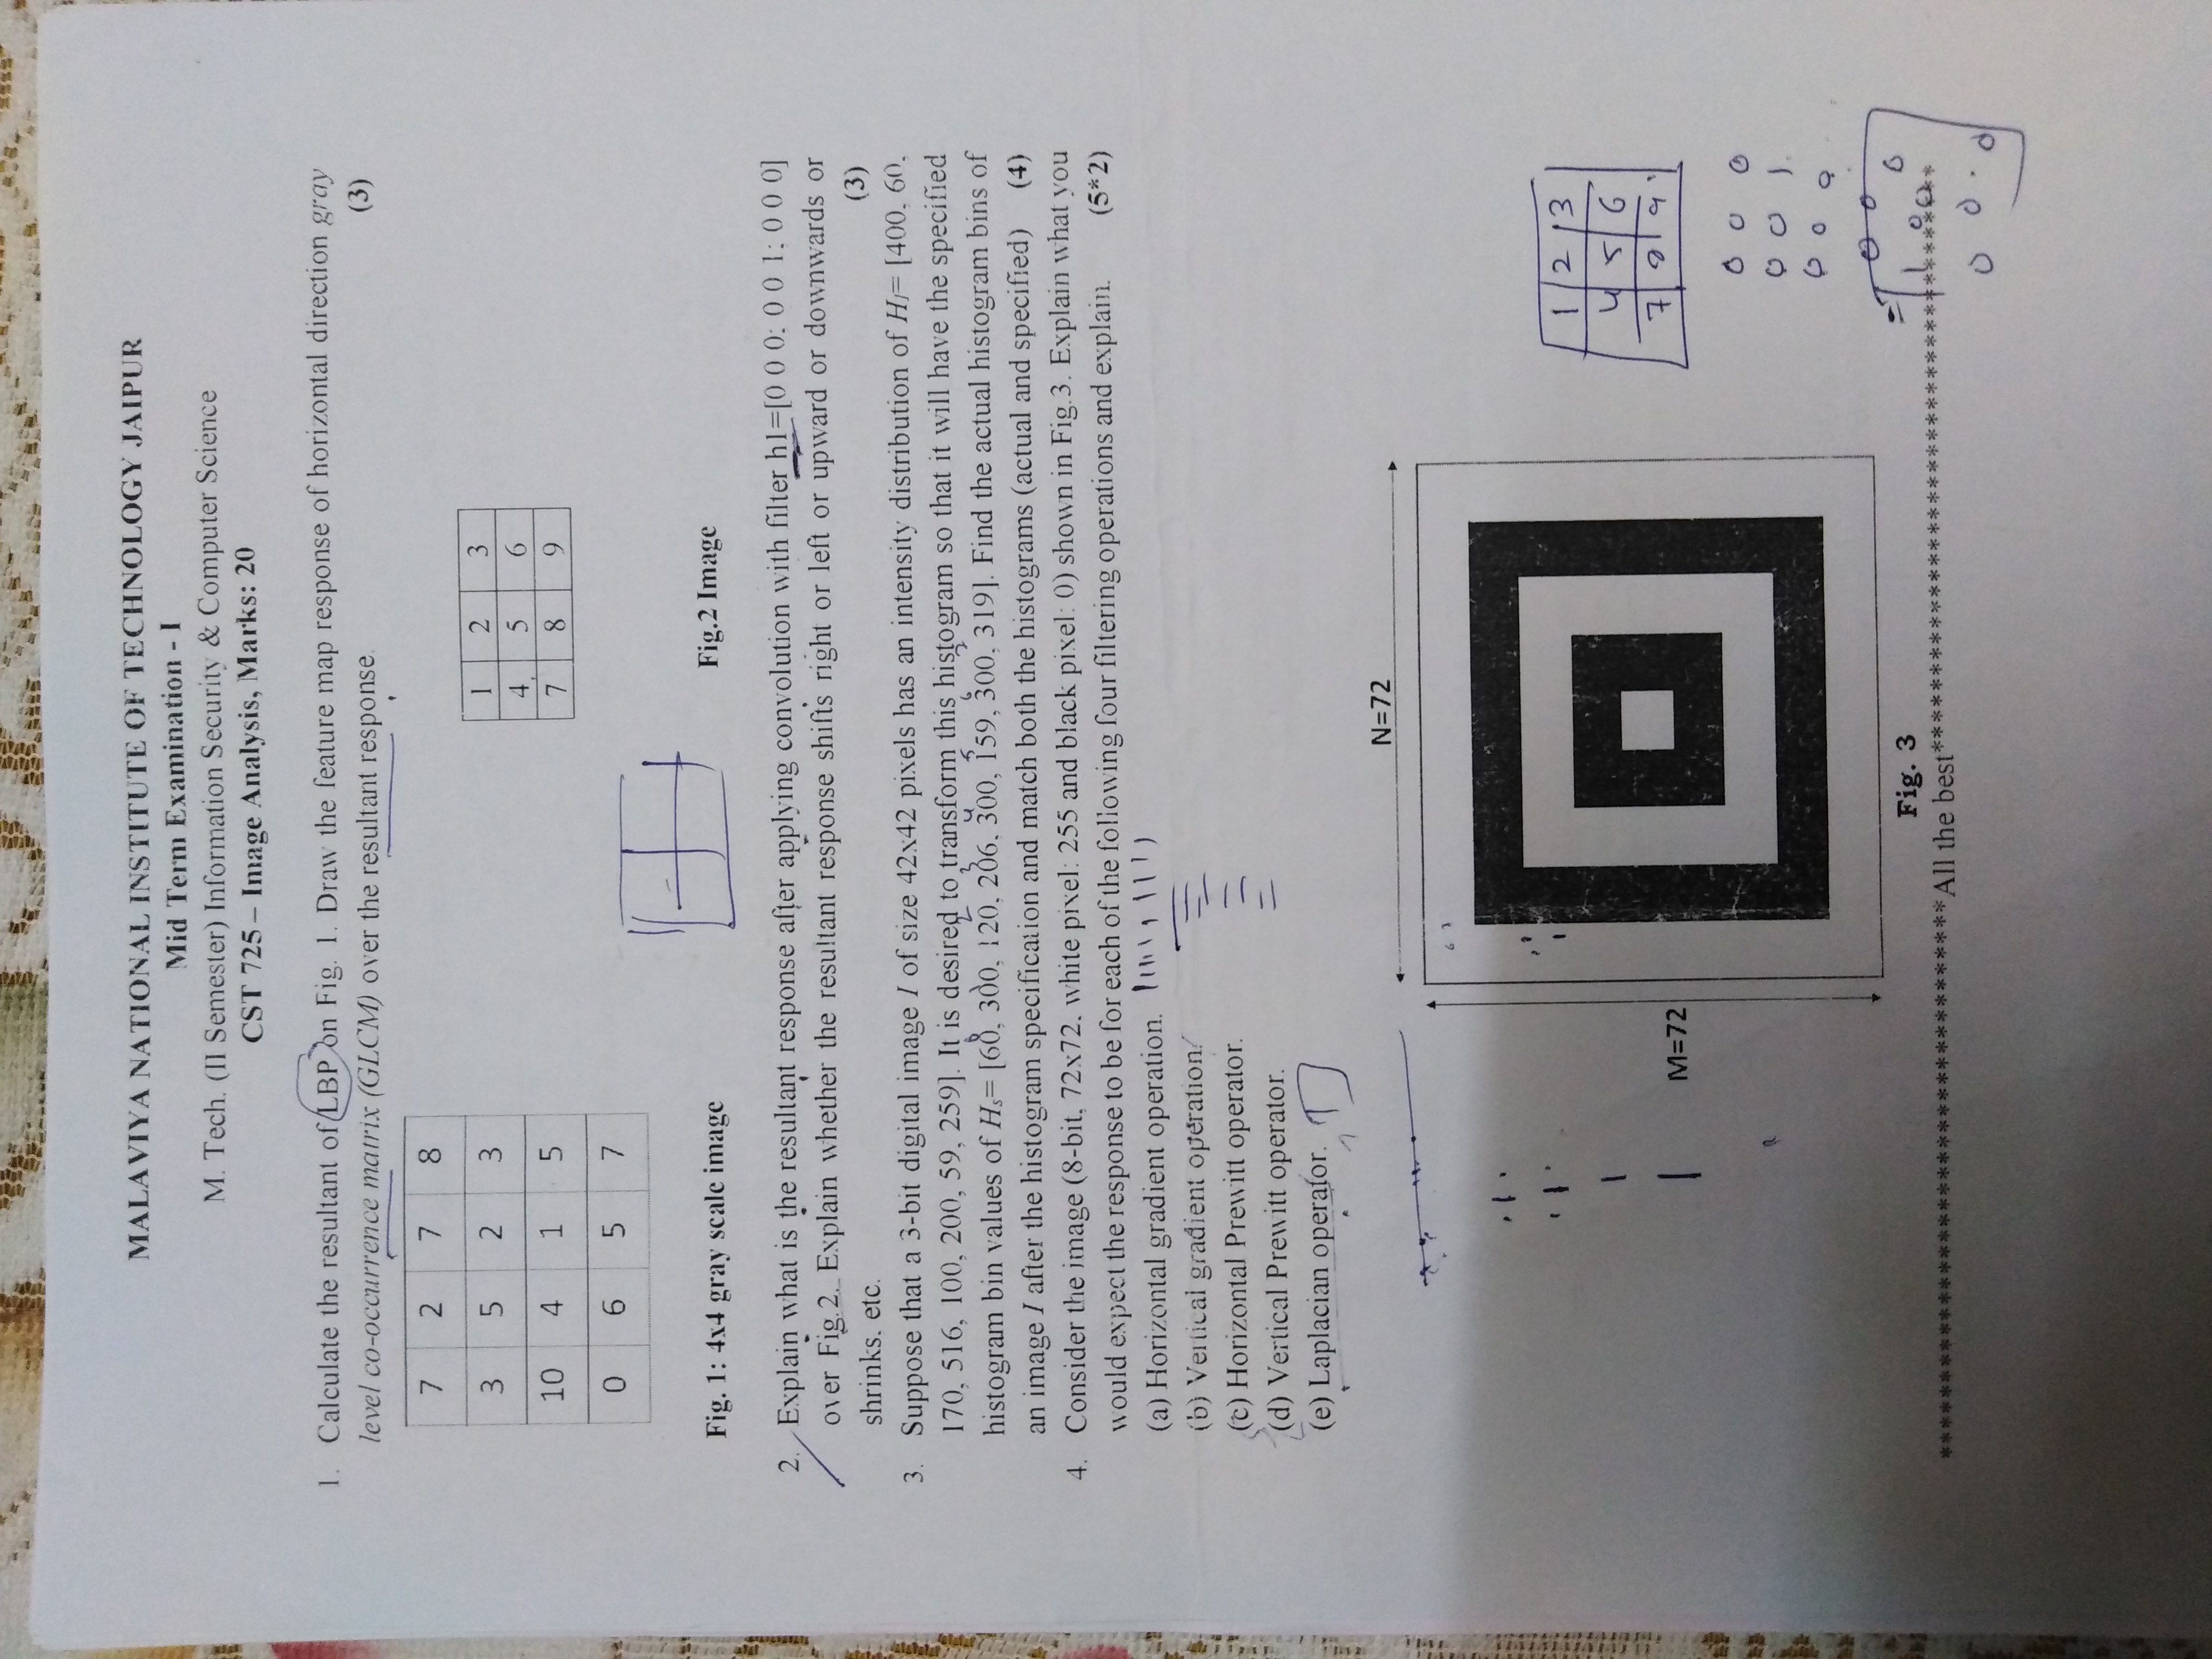 MALAVIYA NATIONAL INSTITUTE OF TECHNOLOGY JAIPUR
Mid Term Examination - I
M. Tech. (II Semester) Information Security & Computer Science
CST 725 – Image Analysis, Marks: 20
1. Calculate the resultant of LBP on Fig. 1. Draw the feature map response of horizontal direction gray
level co-occurrence matrix (GLCM) over the resultant response. (3)
7 2 7 8
3 5 2 3
10 4 1 5
0 6 5 7
1 2 3
4 5 6
7 8 9
Fig. 1: 4x4 gray scale image
Fig.2 Image
2. Explain what is the resultant response after applying convolution with filter h1=[0 0 0; 0 0 1; 0 0 0]
over Fig.2. Explain whether the resultant response shifts right or left or upward or downwards or
shrinks. etc. (3)
3. Suppose that a 3-bit digital image I of size 42x42 pixels has an intensity distribution of HI= [400, 60,
170, 516, 100, 200, 59, 259]. It is desired to transform this histogram so that it will have the specified
histogram bin values of Hs= [60, 300, 120, 206, 300, 159, 300, 319]. Find the actual histogram bins of
an image I after the histogram specification and match both the histograms (actual and specified) (4)
4. Consider the image (8-bit, 72x72, white pixel: 255 and black pixel: 0) shown in Fig.3. Explain what you
would expect the response to be for each of the following four filtering operations and explain. (5*2)
(a) Horizontal gradient operation.
(b) Vertical gradient operation.
(c) Horizontal Prewitt operator.
(d) Vertical Prewitt operator.
(e) Laplacian operator.
1 2 3
4 5 6
7 8 9
0 0 0
0 0 1
0 0 0
N=72
M=72
Fig. 3
All the best